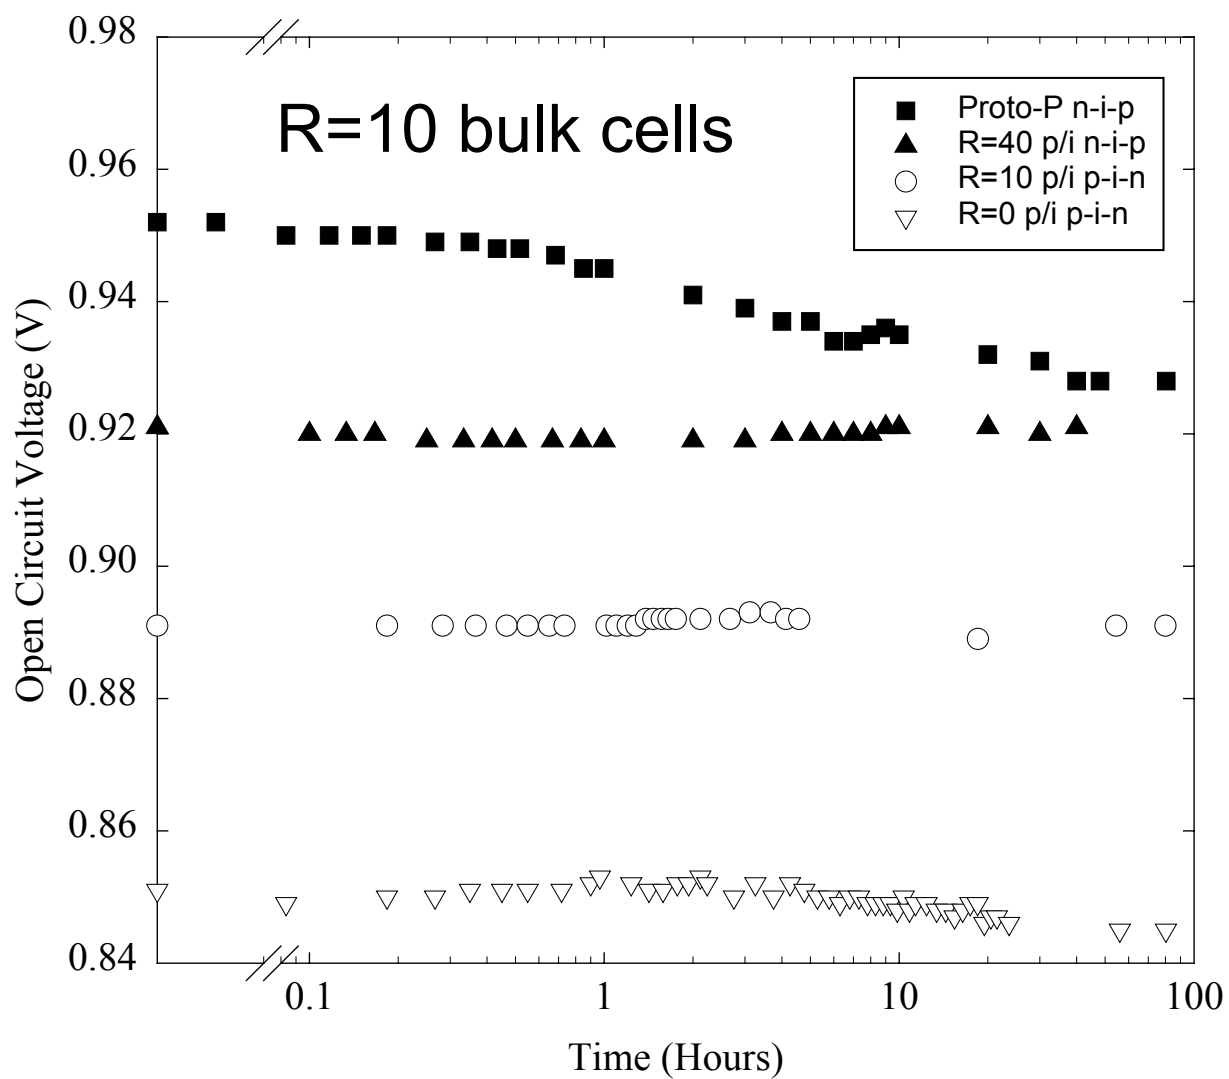 0.98
R=10 bulk cells
Proto-P n-i-p
R=40 p/i n-i-p
R=10 p/i p-i-n
R=0 p/i p-i-n
0.96
0.94
0.92
0.90
0.88
0.86
0.84
Open Circuit Voltage (V)
0.1 1 10 100
Time (Hours)